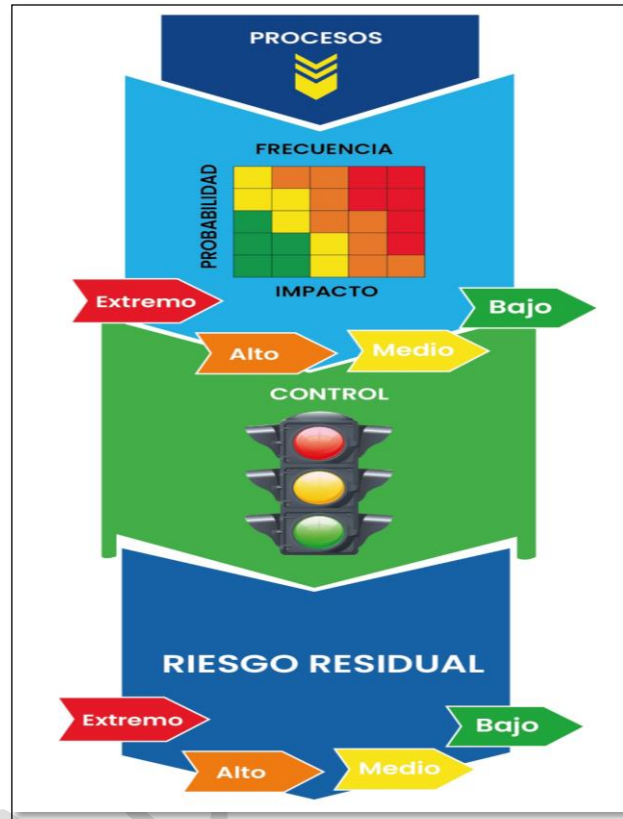 PROCESOS
FRECUENCIA
PROBABILIDAD
IMPACTO
Extremo
Alto
Medio
Bajo
CONTROL
RIESGO RESIDUAL
Extremo
Alto
Medio
Bajo